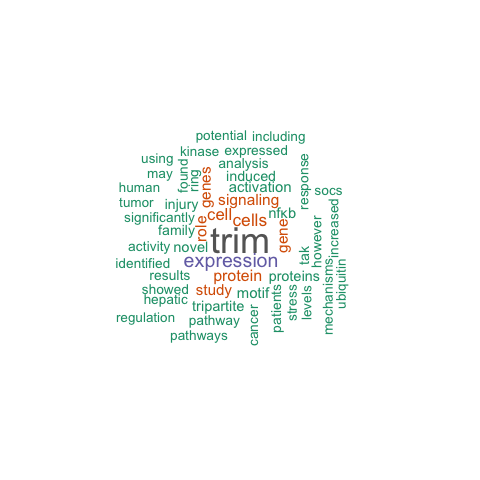 potential
including
kinase
expressed
using
analysis
found
may
ring
induced
genes
response
human
activation
socs
tumor
injury
signaling
significantly
role
cell
cells
nfκb
gene
increased
family
however
activity
novel
trim
tak
identified
expression
results
protein
proteins
mechanisms
ubiquitin
showed
study
motif
patients
stress
levels
hepatic
tripartite
cancer
regulation
pathway
pathways